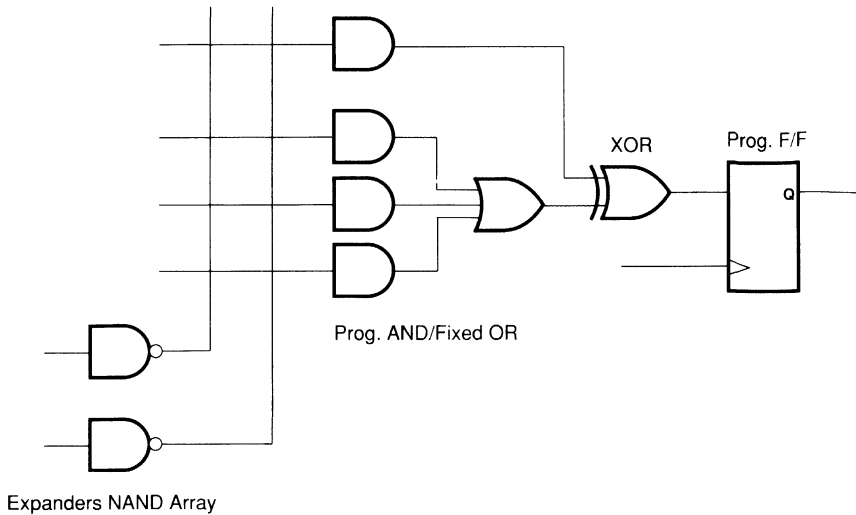 XOR
Prog. F/F
Q
Prog. AND/Fixed OR
Expanders NAND Array